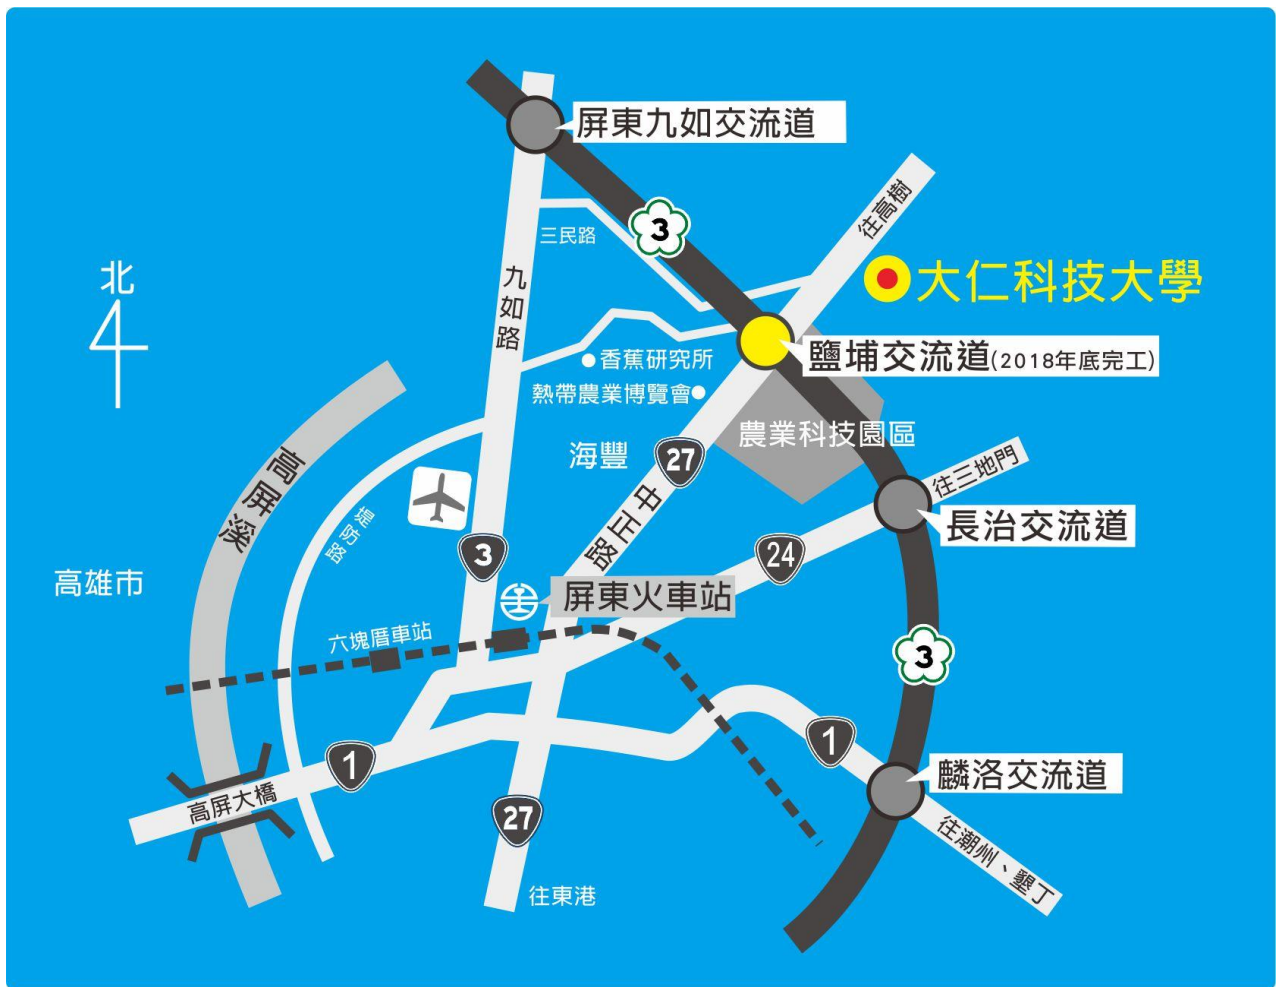 屏東九如交流道
往高樹
3
三民路
九如路
北
大仁科技大學
鹽埔交流道(2018年底完工)
香蕉研究所
熱帶農業博覽會
農業科技園區
海豐
27
往三地門
高屏溪
中正路
長治交流道
堤防路
3
24
高雄市
屏東火車站
六塊厝車站
3
1
1
麟洛交流道
高屏大橋
27
往潮州、墾丁
往東港